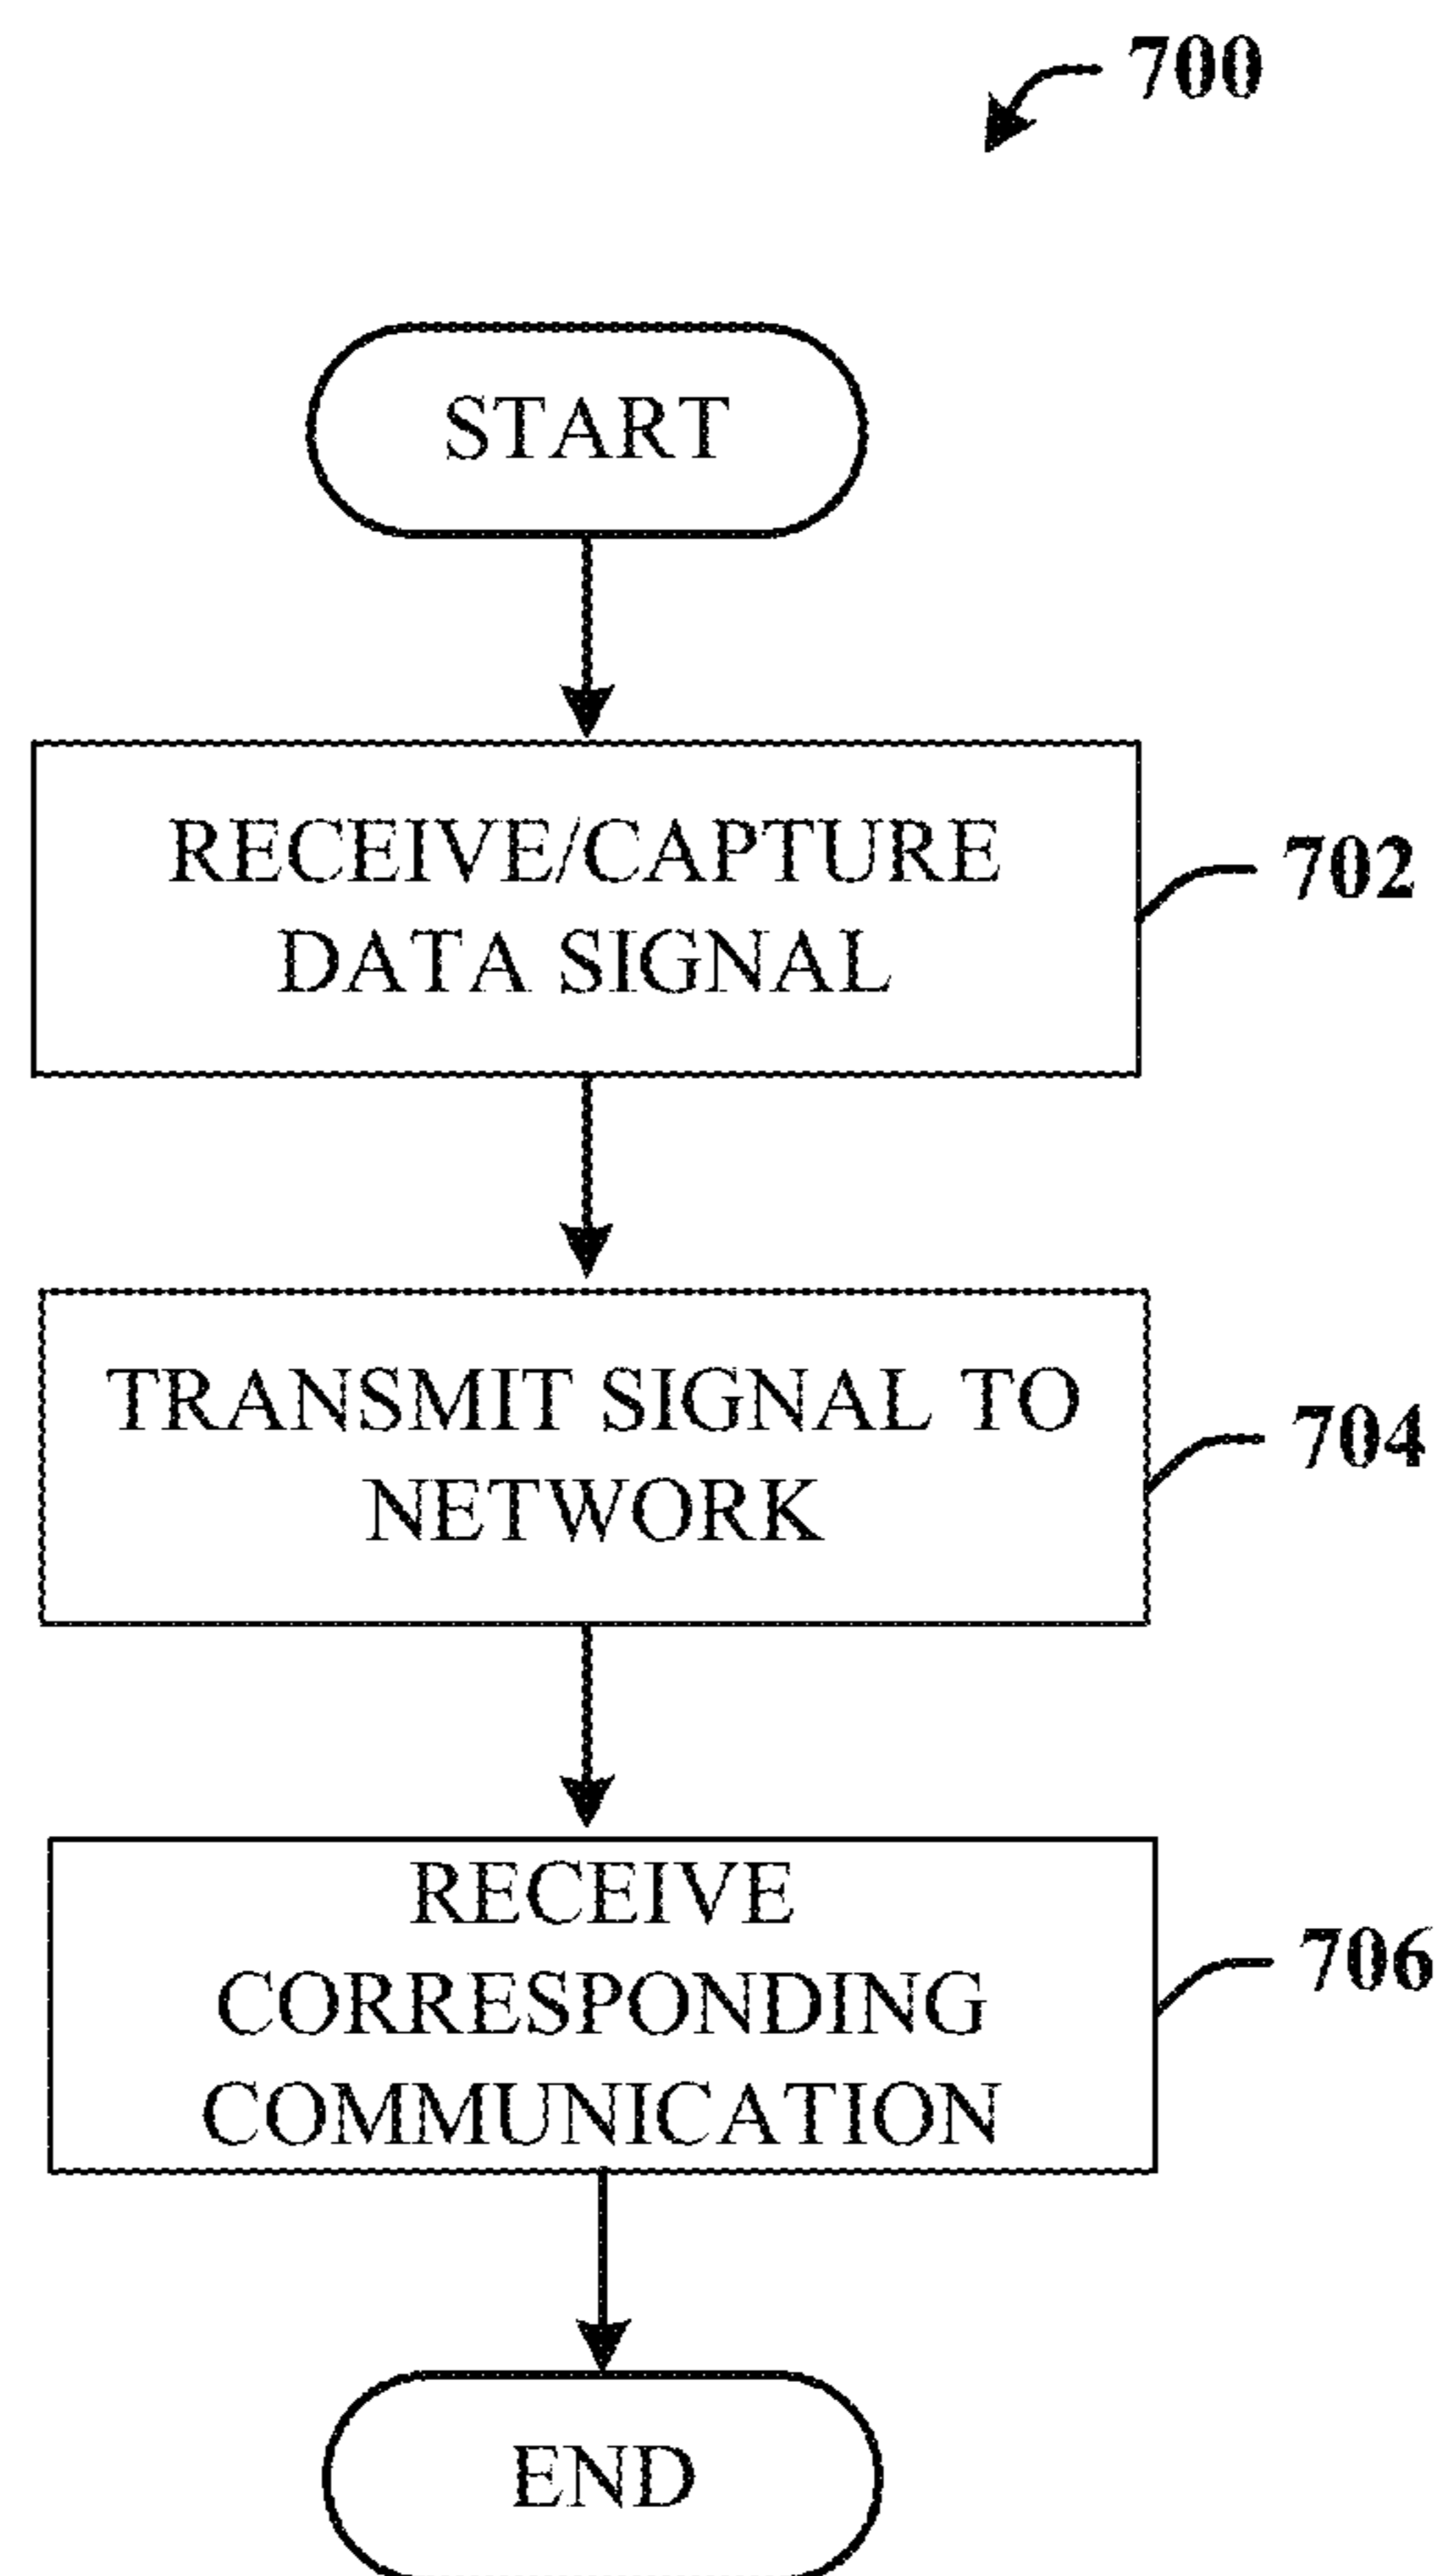 700
START
RECEIVE/CAPTURE
DATA SIGNAL
702
TRANSMIT SIGNAL TO
NETWORK
704
RECEIVE
CORRESPONDING
COMMUNICATION
706
END